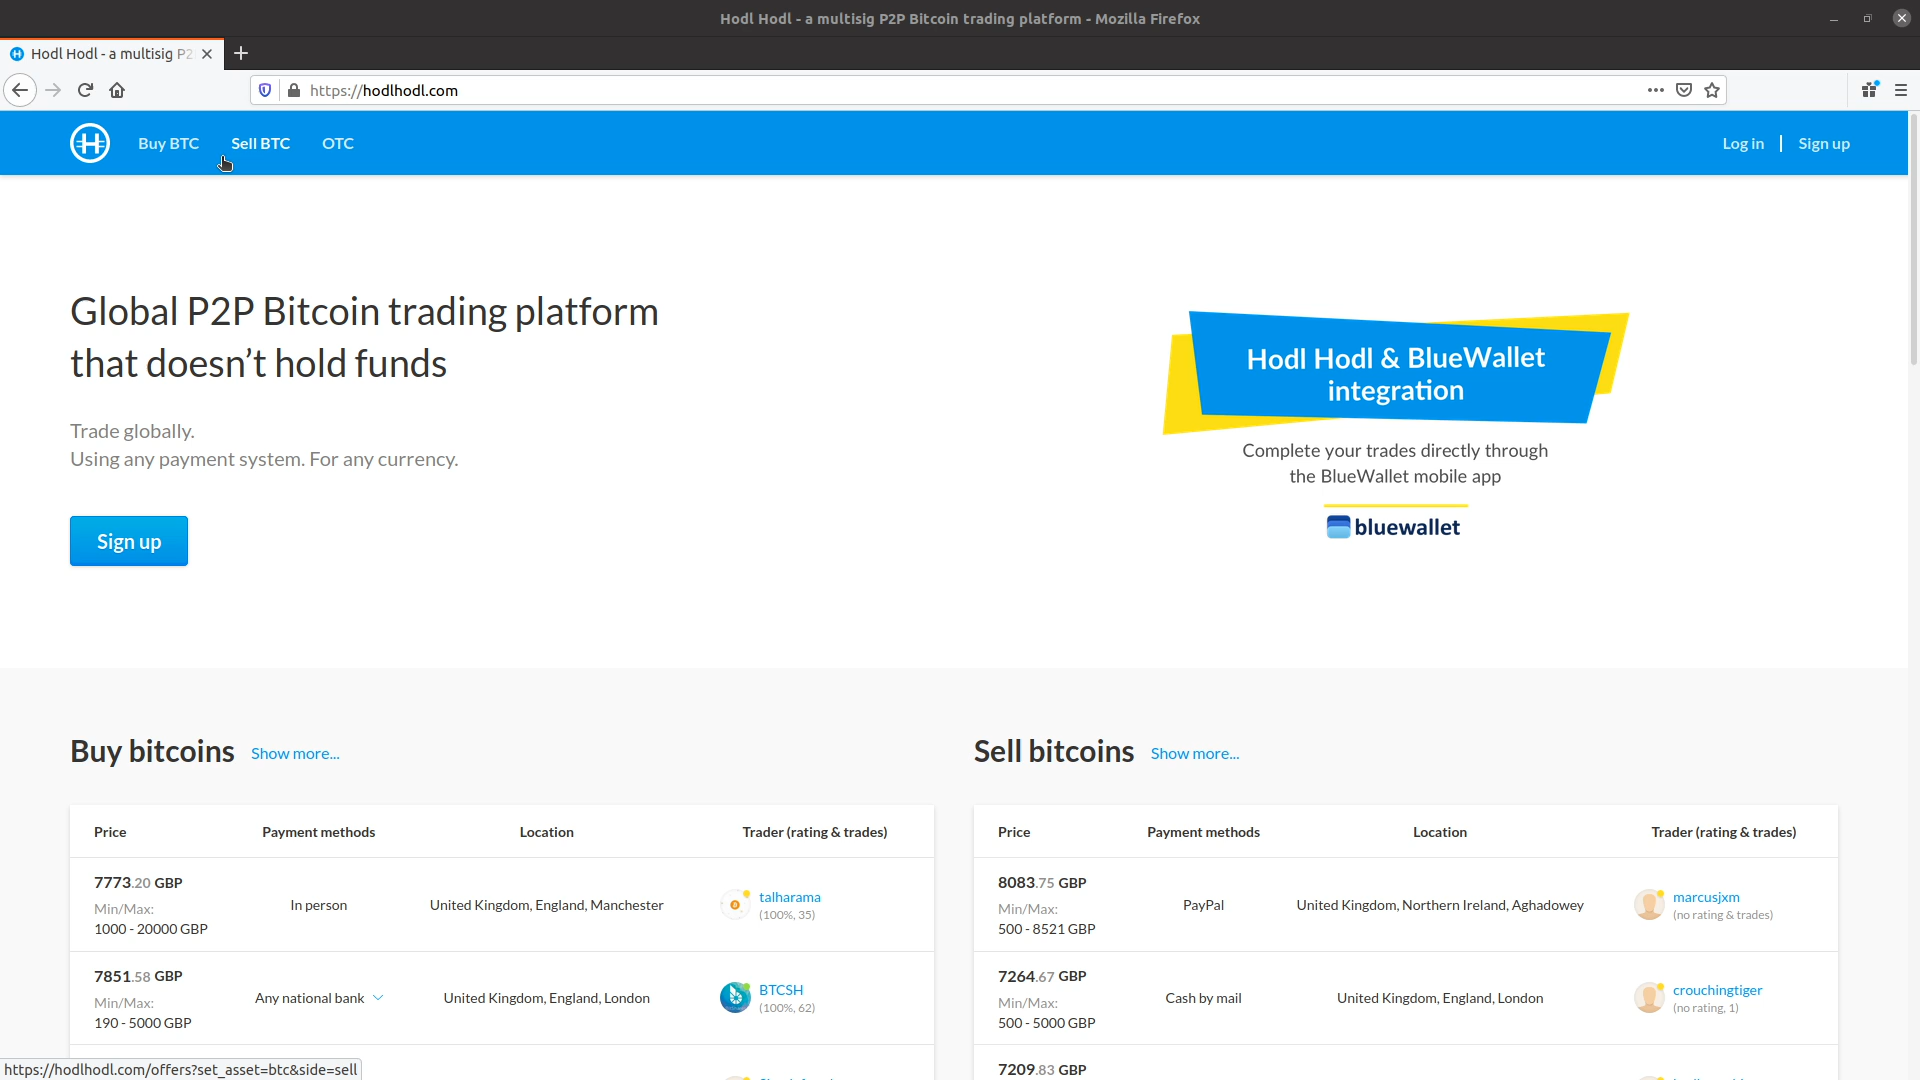 Hodl Hodl - a multisig P2P Bitcoin trading platform - Mozilla Firefox
Hodl Hodl - a multisig P2
https://hodlhodl.com
Buy BTC
Sell BTC
OTC
Log in
Sign up
Global P2P Bitcoin trading platform
that doesn't hold funds
Trade globally.
Using any payment system. For any currency.
Sign up
Hodl Hodl & BlueWallet
integration
Complete your trades directly through
the BlueWallet mobile app
bluewallet
Buy bitcoins Show more...
Price Payment methods Location Trader (rating & trades)
7773.20 GBP
Min/Max:
1000 - 20000 GBP
In person
United Kingdom, England, Manchester
talharama
(100%, 35)
7851.58 GBP
Min/Max:
190 - 5000 GBP
Any national bank
United Kingdom, England, London
BTCSH
(100%, 62)
Sell bitcoins Show more...
Price Payment methods Location Trader (rating & trades)
8083.75 GBP
Min/Max:
500 - 8521 GBP
PayPal
United Kingdom, Northern Ireland, Aghadowey
marcusjxm
(no rating & trades)
7264.67 GBP
Min/Max:
500 - 5000 GBP
Cash by mail
United Kingdom, England, London
crouchingtiger
(no rating, 1)
7209.83 GBP
https://hodlhodl.com/offers?set_asset=btc&side=sell